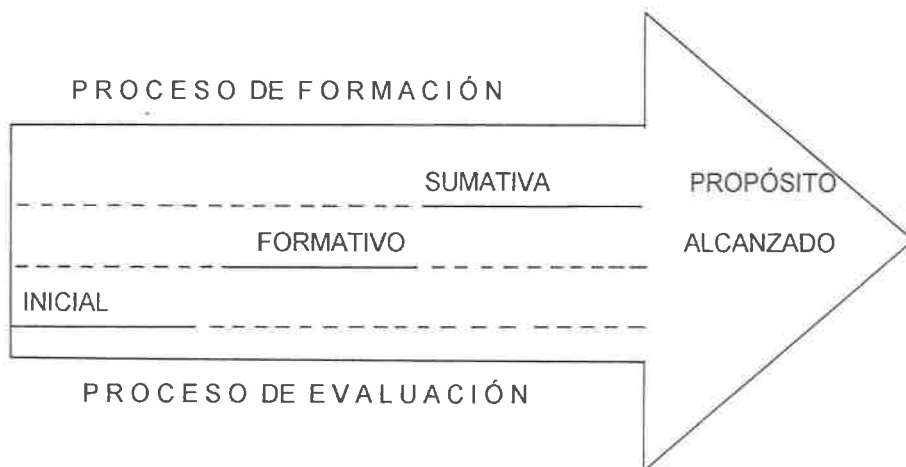 PROCESO DE FORMACIÓN
SUMATIVA PROPÓSITO
FORMATIVO ALCANZADO
INICIAL
PROCESO DE EVALUACIÓN